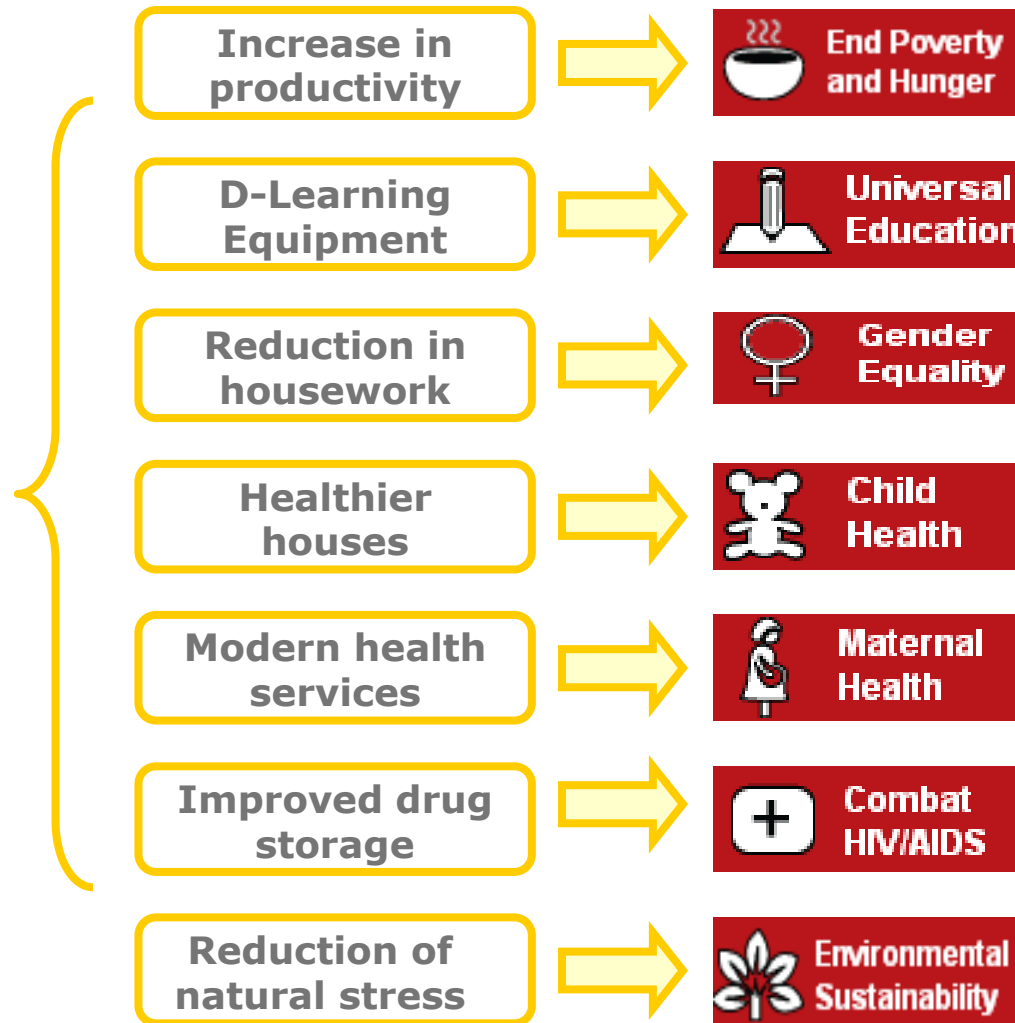 Increase in
productivity
End Poverty
and Hunger
D-Learning
Equipment
Universal
Education
Reduction in
housework
Gender
Equality
Healthier
houses
Child
Health
Modern health
services
Maternal
Health
Improved drug
storage
Combat
HIV/AIDS
Reduction of
natural stress
Environmental
Sustainability